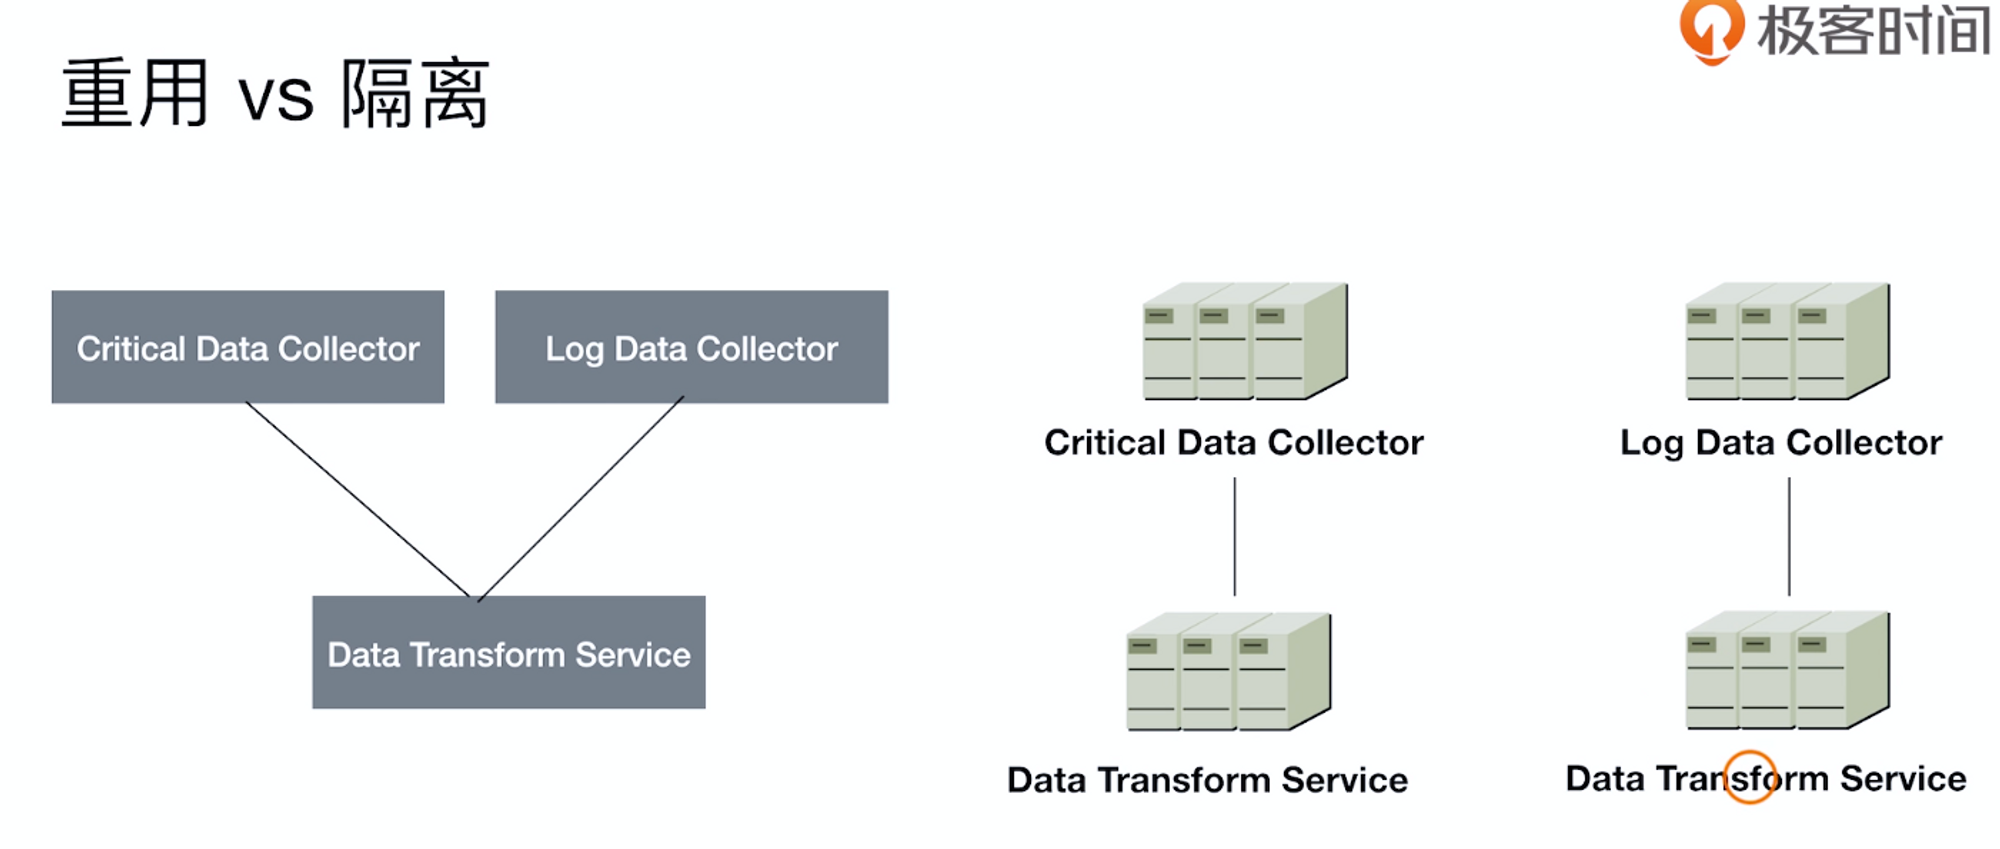 极客时间
重用 vs 隔离
Critical Data Collector
Log Data Collector
Data Transform Service
Critical Data Collector
Log Data Collector
Data Transform Service
Data Transform Service